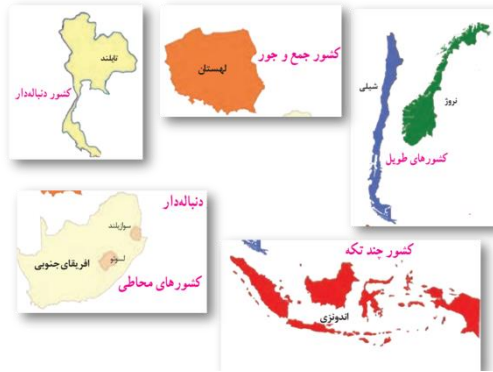 تایلند
کشور دنباله‌دار
کشور جمع و جور
لهستان
شیلی
نروژ
کشورهای طویل
دنباله‌دار
سوازیلند
لسوتو
افریقای جنوبی
کشورهای محاطی
کشور چند تکه
اندونزی